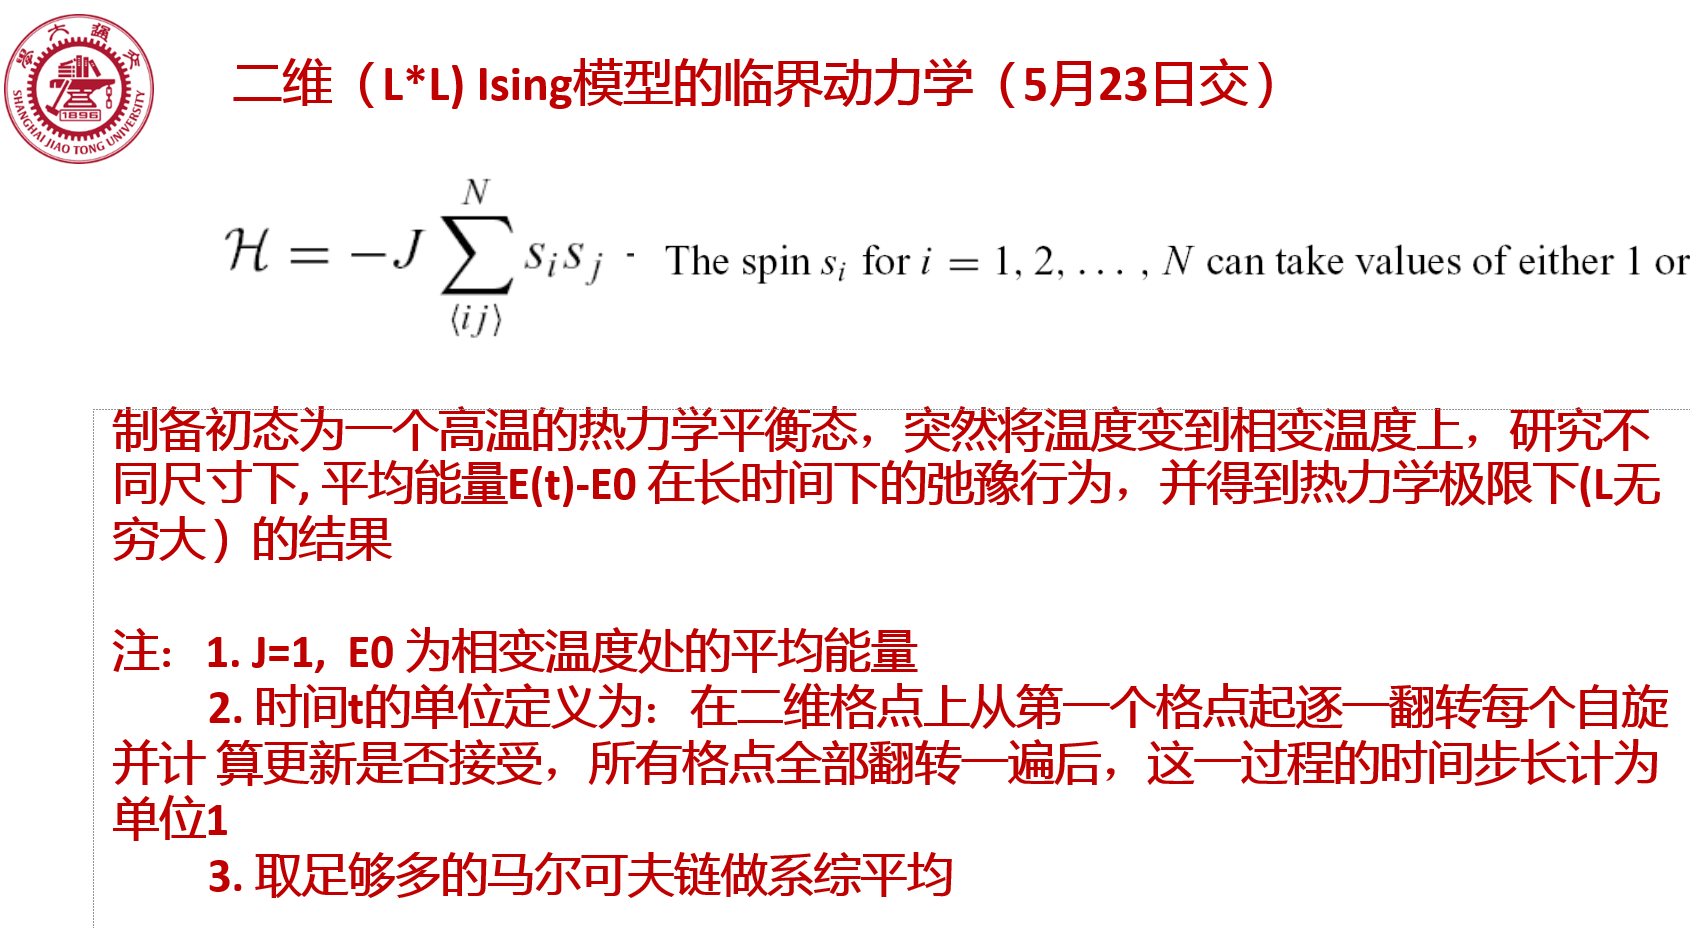 學大通交
SHANGHAI JIAO TONG UNIVERSITY
1896
二维（L*L) Ising模型的临界动力学（5月23日交）
N
ℋ = −J ∑ sᵢsⱼ - The spin sᵢ for i = 1, 2, . . . , N can take values of either 1 or
⟨ij⟩
制备初态为一个高温的热力学平衡态，突然将温度变到相变温度上，研究不
同尺寸下, 平均能量E(t)-E0 在长时间下的弛豫行为，并得到热力学极限下(L无
穷大）的结果
注： 1. J=1, E0 为相变温度处的平均能量
2. 时间t的单位定义为： 在二维格点上从第一个格点起逐一翻转每个自旋
并计 算更新是否接受，所有格点全部翻转一遍后，这一过程的时间步长计为
单位1
3. 取足够多的马尔可夫链做系综平均